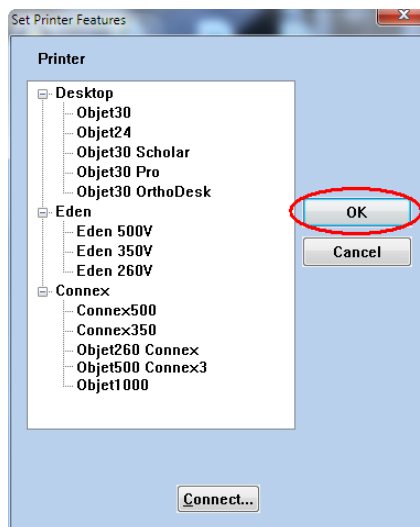 Set Printer Features
Printer
Desktop
Objet30
Objet24
Objet30 Scholar
Objet30 Pro
Objet30 OrthoDesk
Eden
Eden 500V
Eden 350V
Eden 260V
Connex
Connex500
Connex350
Objet260 Connex
Objet500 Connex3
Objet1000
OK
Cancel
Connect...